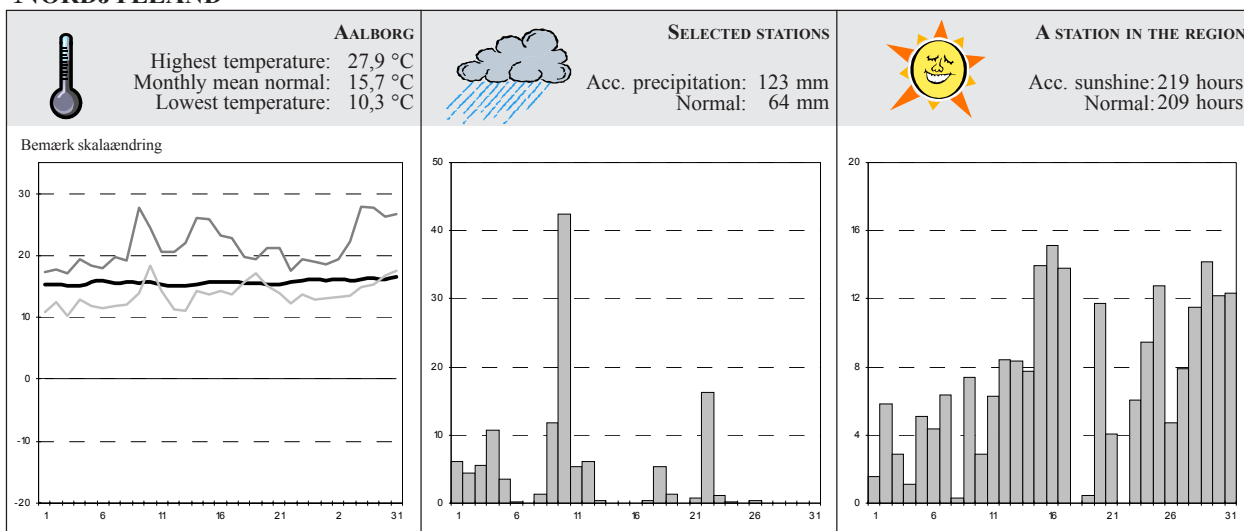 NORDJYLLAND
AALBORG
Highest temperature: 27,9 °C
Monthly mean normal: 15,7 °C
Lowest temperature: 10,3 °C
SELECTED STATIONS
Acc. precipitation: 123 mm
Normal: 64 mm
A STATION IN THE REGION
Acc. sunshine: 219 hours
Normal: 209 hours
Bemærk skalaændring
30
20
10
0
-10
-20
1 6 11 16 21 2 31
50
40
30
20
10
0
1 6 11 16 21 26 31
20
16
12
8
4
0
1 6 11 16 21 26 31